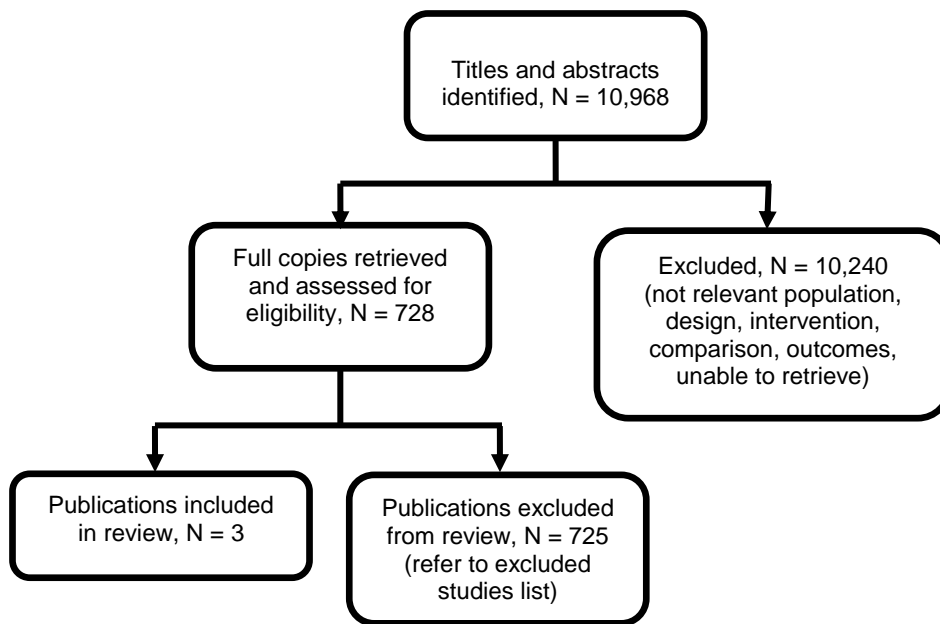 Titles and abstracts
identified, N = 10,968
Full copies retrieved
and assessed for
eligibility, N = 728
Excluded, N = 10,240
(not relevant population,
design, intervention,
comparison, outcomes,
unable to retrieve)
Publications included
in review, N = 3
Publications excluded
from review, N = 725
(refer to excluded
studies list)